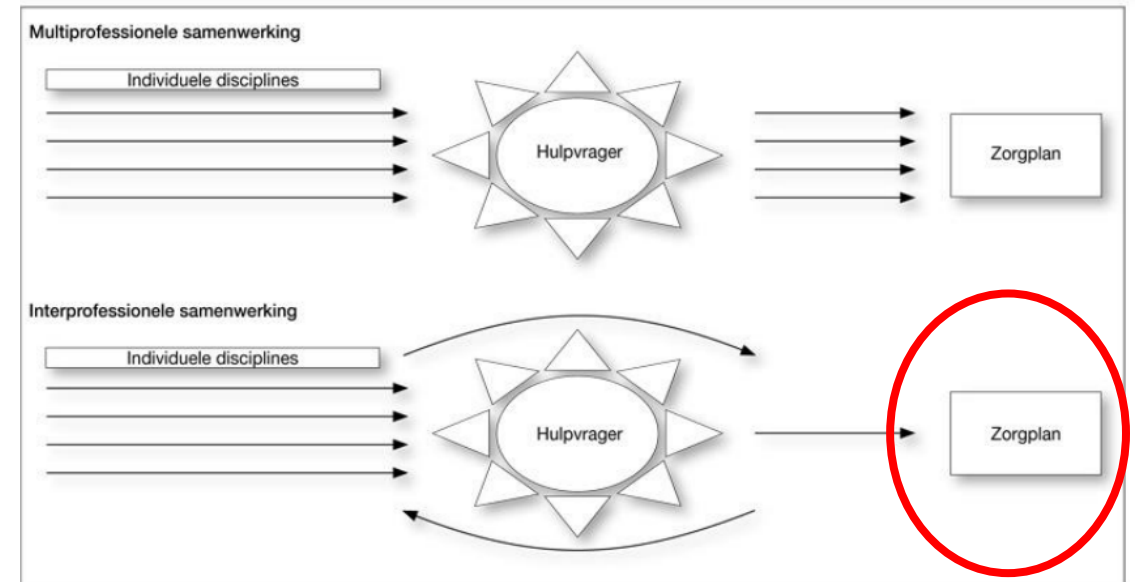 Multiprofessionele samenwerking
Individuele disciplines
Hulpvrager
Zorgplan
Interprofessionele samenwerking
Individuele disciplines
Hulpvrager
Zorgplan